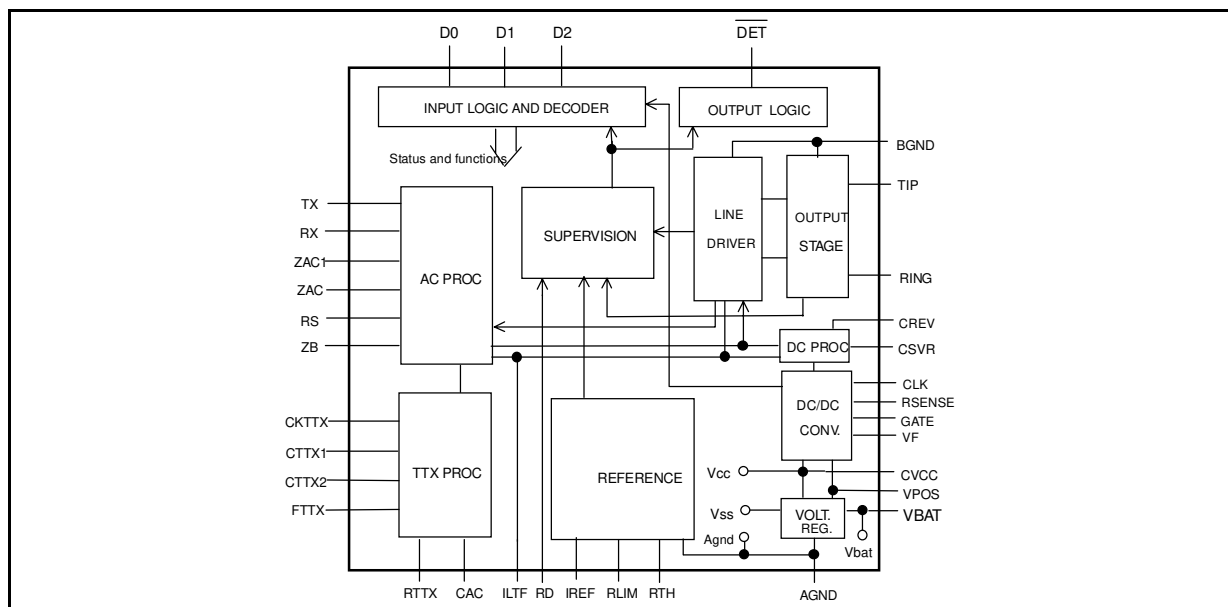 D0 D1 D2 DET
INPUT LOGIC AND DECODER
OUTPUT LOGIC
Status and functions
BGND
TIP
RING
CREV
CSVR
CLK
RSENSE
GATE
VF
CVCC
VPOS
VBAT
TX
RX
ZAC1
ZAC
RS
ZB
AC PROC
SUPERVISION
LINE
DRIVER
OUTPUT
STAGE
DC PROC
DC/DC
CONV.
CKTTX
CTTX1
CTTX2
FTTX
TTX PROC
REFERENCE
Vcc
Vss
Agnd
VOLT.
REG.
Vbat
RTTX CAC ILTF RD IREF RLIM RTH AGND